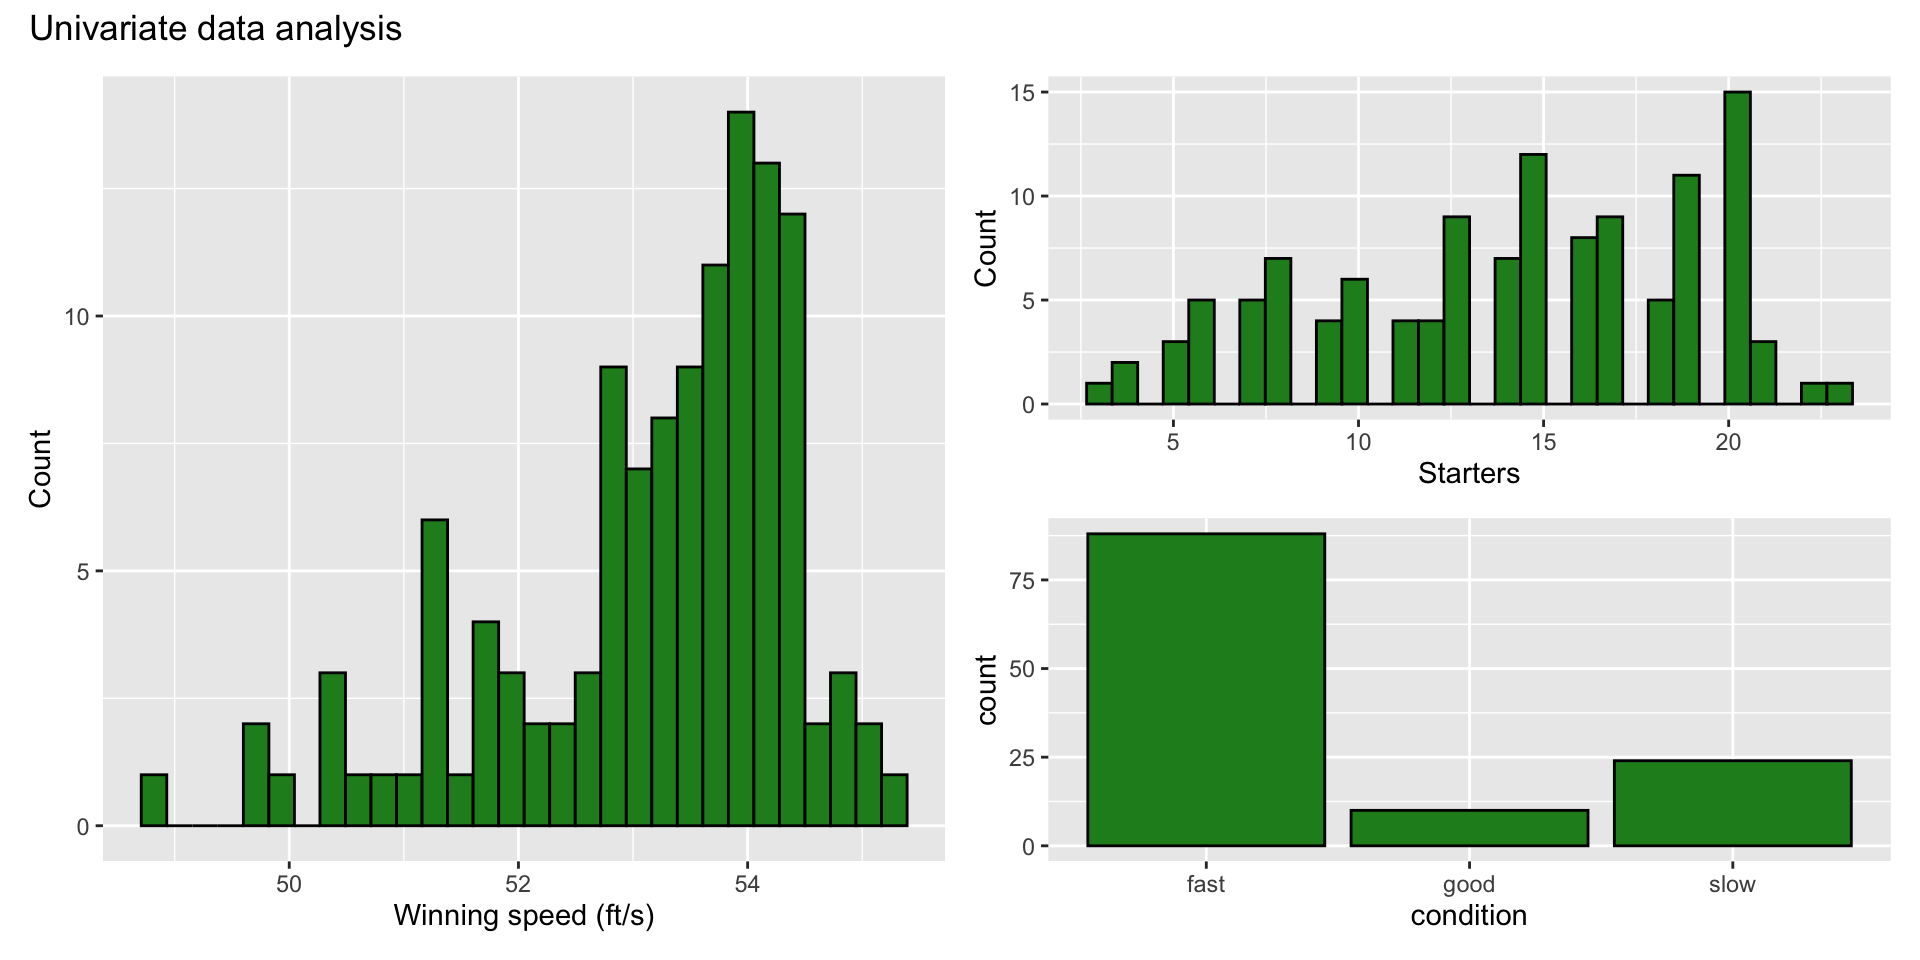 Univariate data analysis
10
5
0
Count
50 52 54
Winning speed (ft/s)
15
10
5
0
Count
5 10 15 20
Starters
75
50
25
0
count
fast good slow
condition